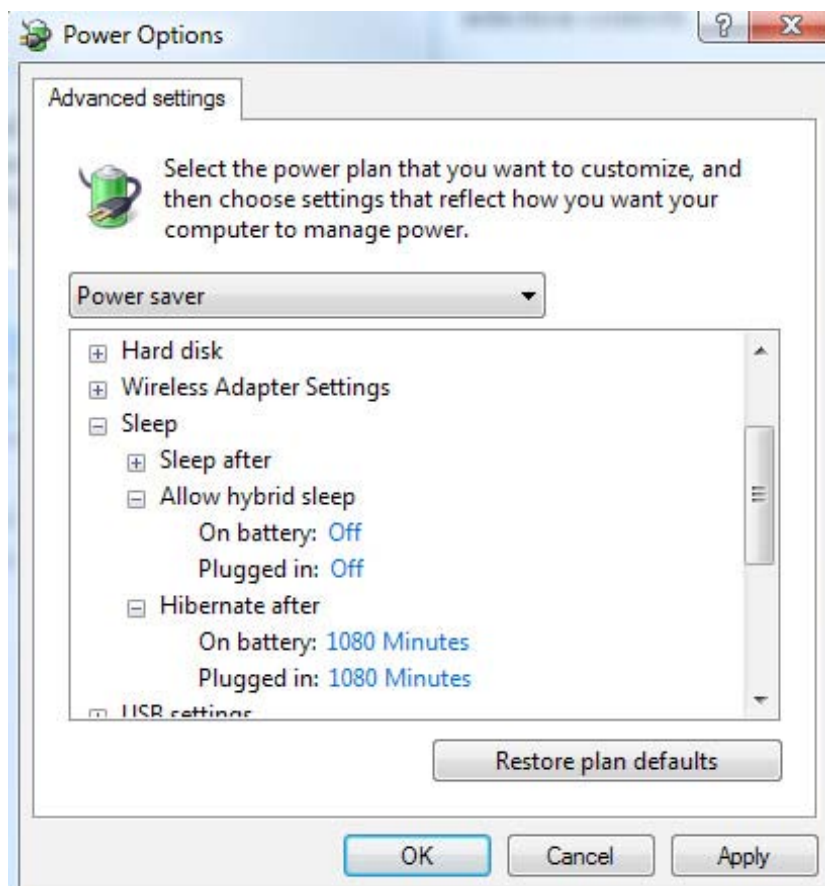 Power Options
Advanced settings
Select the power plan that you want to customize, and
then choose settings that reflect how you want your
computer to manage power.
Power saver
Hard disk
Wireless Adapter Settings
Sleep
Sleep after
Allow hybrid sleep
On battery: Off
Plugged in: Off
Hibernate after
On battery: 1080 Minutes
Plugged in: 1080 Minutes
USB settings
Restore plan defaults
OK Cancel Apply